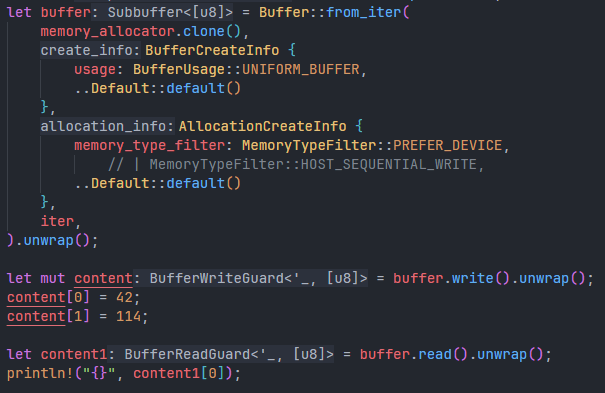 let buffer: Subbuffer<[u8]> = Buffer::from_iter(
    memory_allocator.clone(),
    create_info: BufferCreateInfo {
        usage: BufferUsage::UNIFORM_BUFFER,
        ..Default::default()
    },
    allocation_info: AllocationCreateInfo {
        memory_type_filter: MemoryTypeFilter::PREFER_DEVICE,
            // | MemoryTypeFilter::HOST_SEQUENTIAL_WRITE,
        ..Default::default()
    },
    iter,
).unwrap();

let mut content: BufferWriteGuard<'_, [u8]> = buffer.write().unwrap();
content[0] = 42;
content[1] = 114;

let content1: BufferReadGuard<'_, [u8]> = buffer.read().unwrap();
println!("{}", content1[0]);